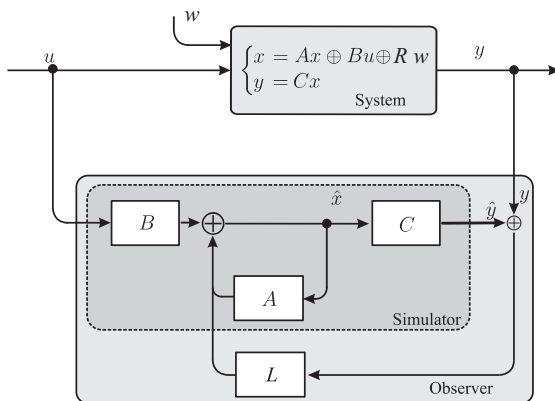 w
u
x = Ax ⊕ Bu ⊕ R w
y = Cx
System
y
y
x̂
ŷ
B
⊕
C
⊕
A
Simulator
L
Observer